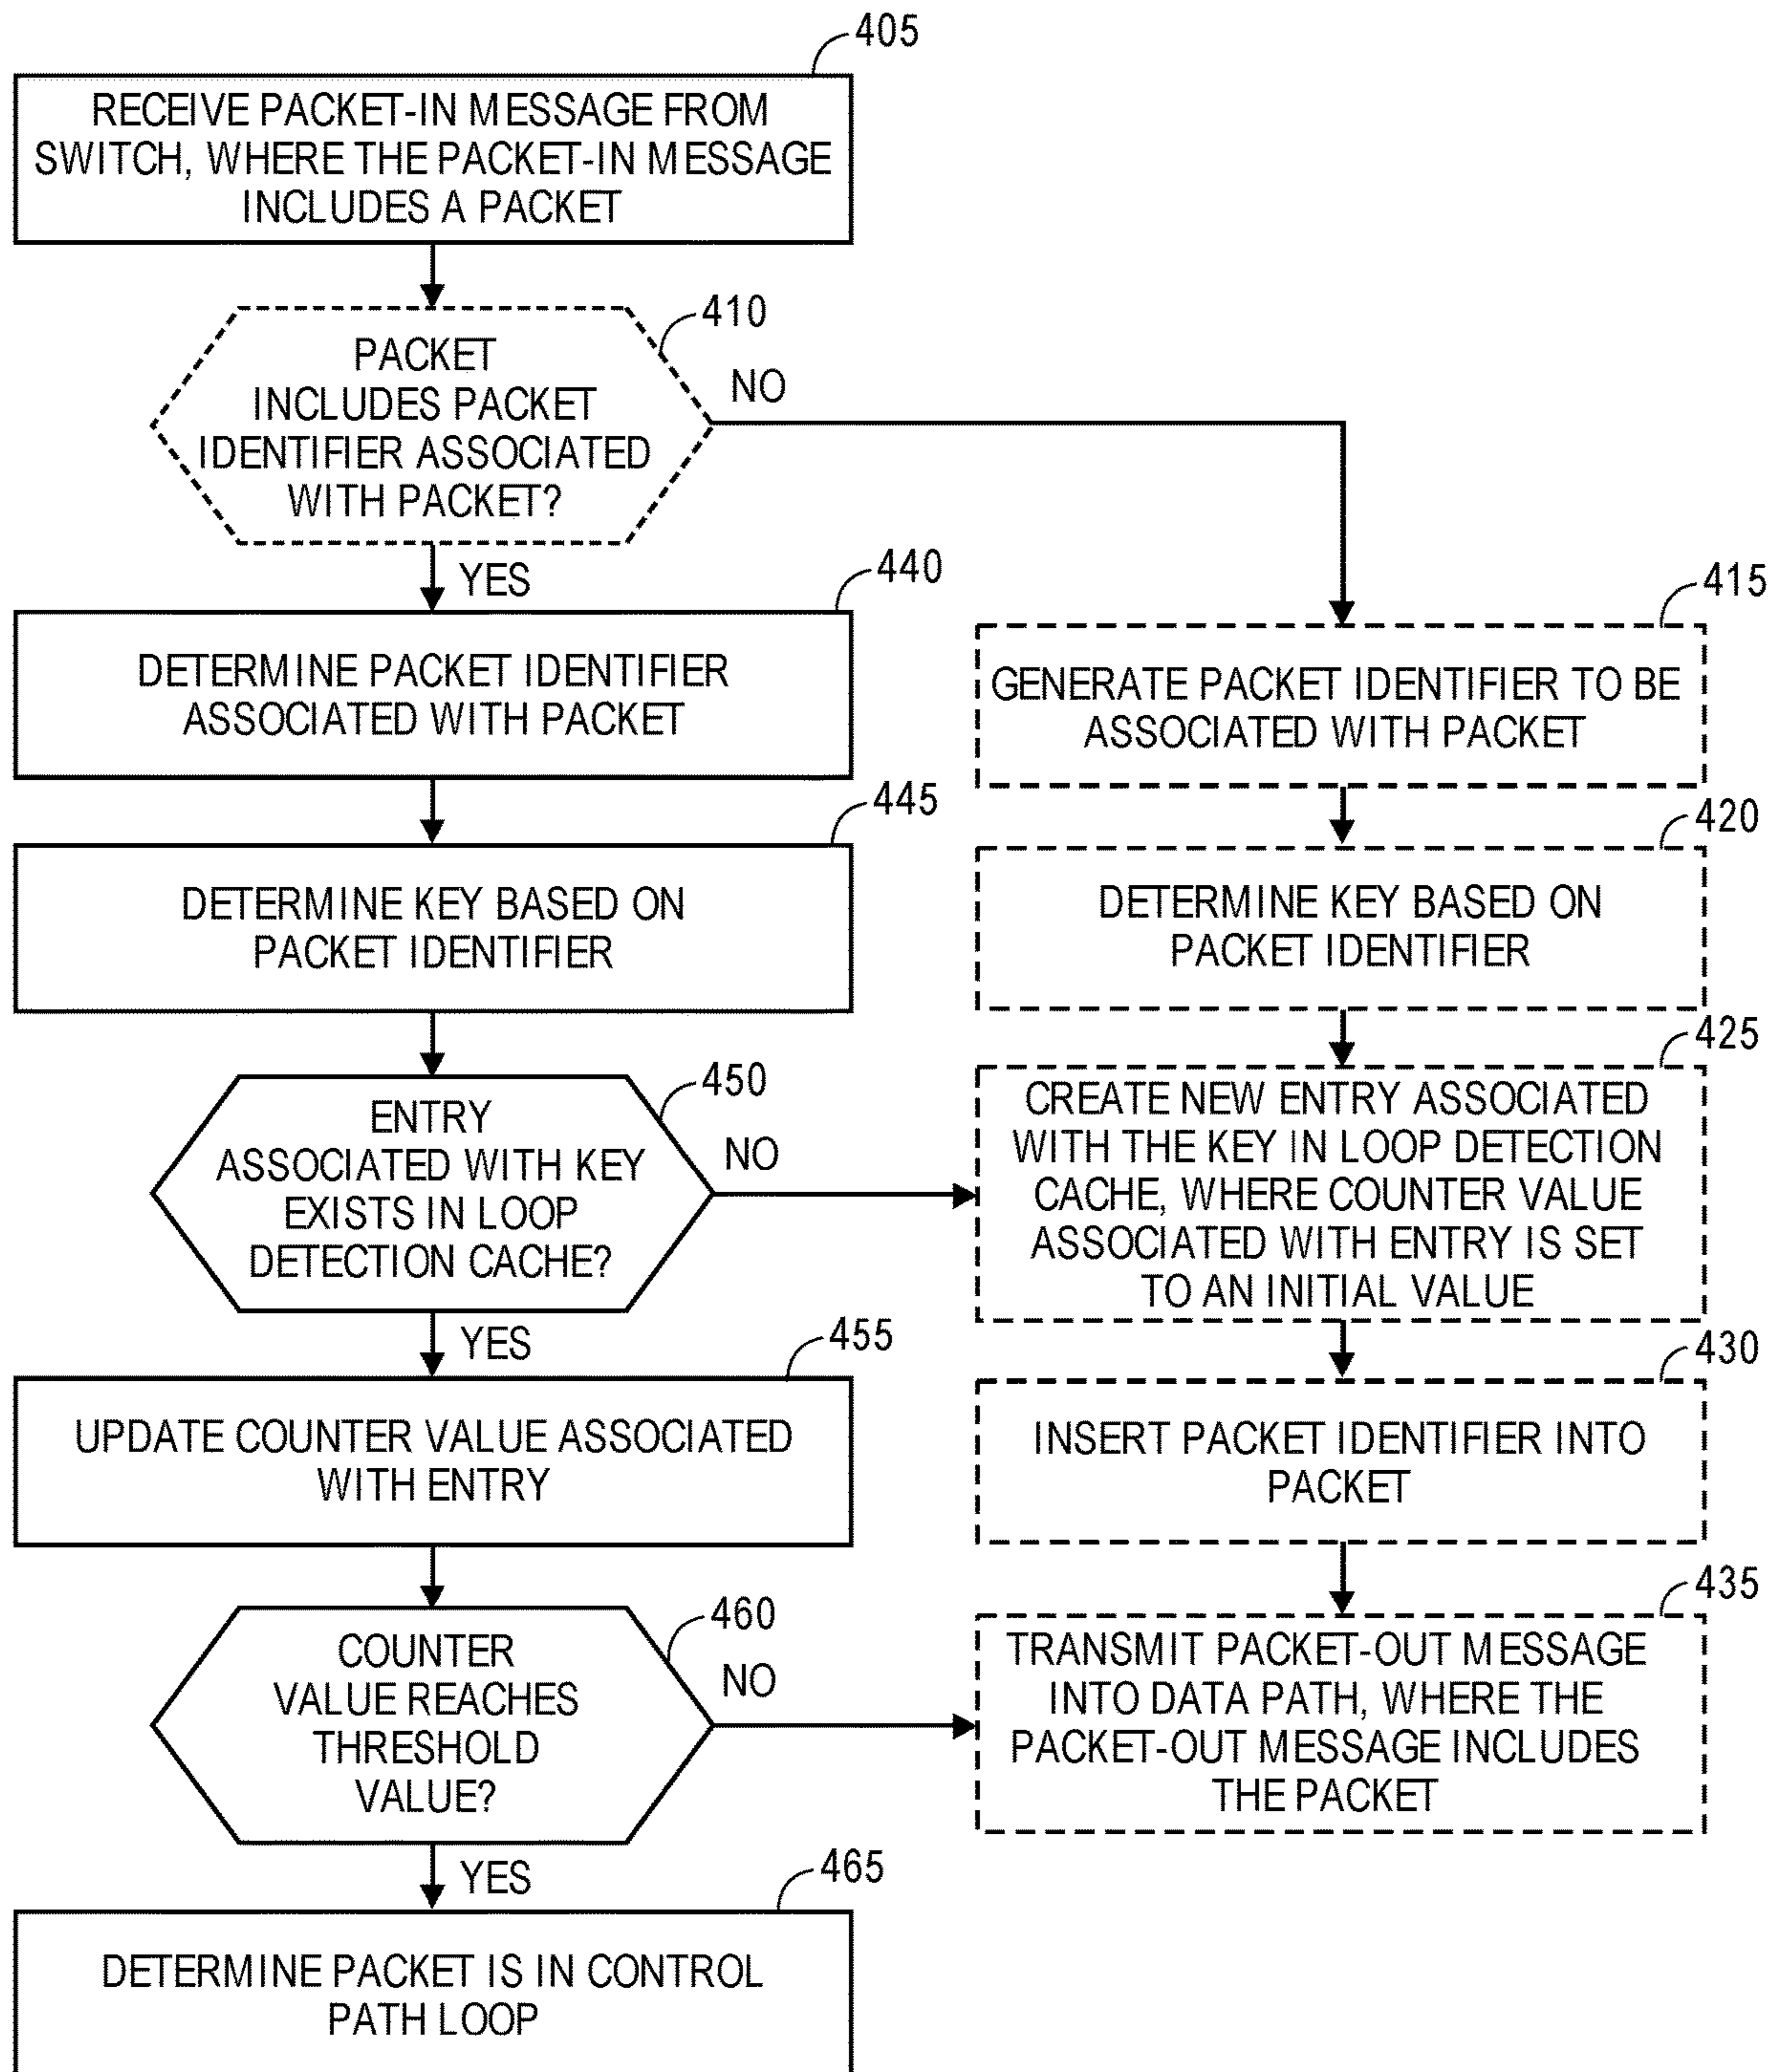 405
RECEIVE PACKET-IN MESSAGE FROM
SWITCH, WHERE THE PACKET-IN MESSAGE
INCLUDES A PACKET
410
PACKET
INCLUDES PACKET
IDENTIFIER ASSOCIATED
WITH PACKET?
NO
YES
440
DETERMINE PACKET IDENTIFIER
ASSOCIATED WITH PACKET
415
GENERATE PACKET IDENTIFIER TO BE
ASSOCIATED WITH PACKET
445
DETERMINE KEY BASED ON
PACKET IDENTIFIER
420
DETERMINE KEY BASED ON
PACKET IDENTIFIER
450
ENTRY
ASSOCIATED WITH KEY
EXISTS IN LOOP
DETECTION CACHE?
NO
YES
425
CREATE NEW ENTRY ASSOCIATED
WITH THE KEY IN LOOP DETECTION
CACHE, WHERE COUNTER VALUE
ASSOCIATED WITH ENTRY IS SET
TO AN INITIAL VALUE
455
UPDATE COUNTER VALUE ASSOCIATED
WITH ENTRY
430
INSERT PACKET IDENTIFIER INTO
PACKET
460
COUNTER
VALUE REACHES
THRESHOLD
VALUE?
NO
YES
435
TRANSMIT PACKET-OUT MESSAGE
INTO DATA PATH, WHERE THE
PACKET-OUT MESSAGE INCLUDES
THE PACKET
465
DETERMINE PACKET IS IN CONTROL
PATH LOOP